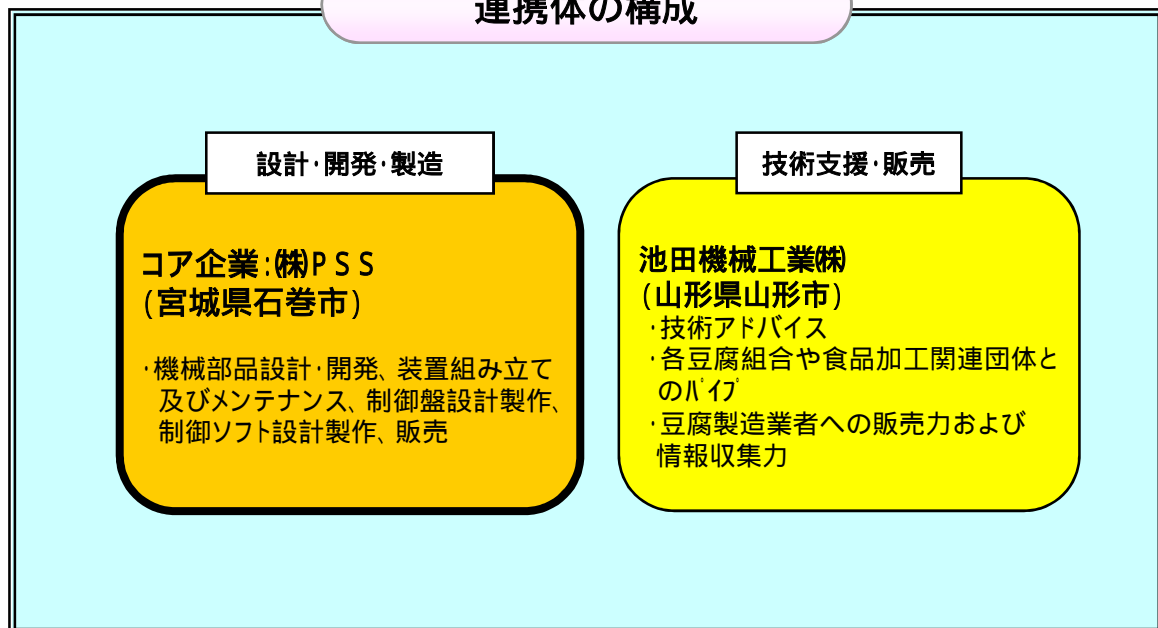 連携体の構成
設計・開発・製造
コア企業:㈱PSS
(宮城県石巻市)
・機械部品設計・開発、装置組み立て
及びメンテナンス、制御盤設計製作、
制御ソフト設計製作、販売
技術支援・販売
池田機械工業㈱
(山形県山形市)
・技術アドバイス
・各豆腐組合や食品加工関連団体と
のパイプ
・豆腐製造業者への販売力および
情報収集力